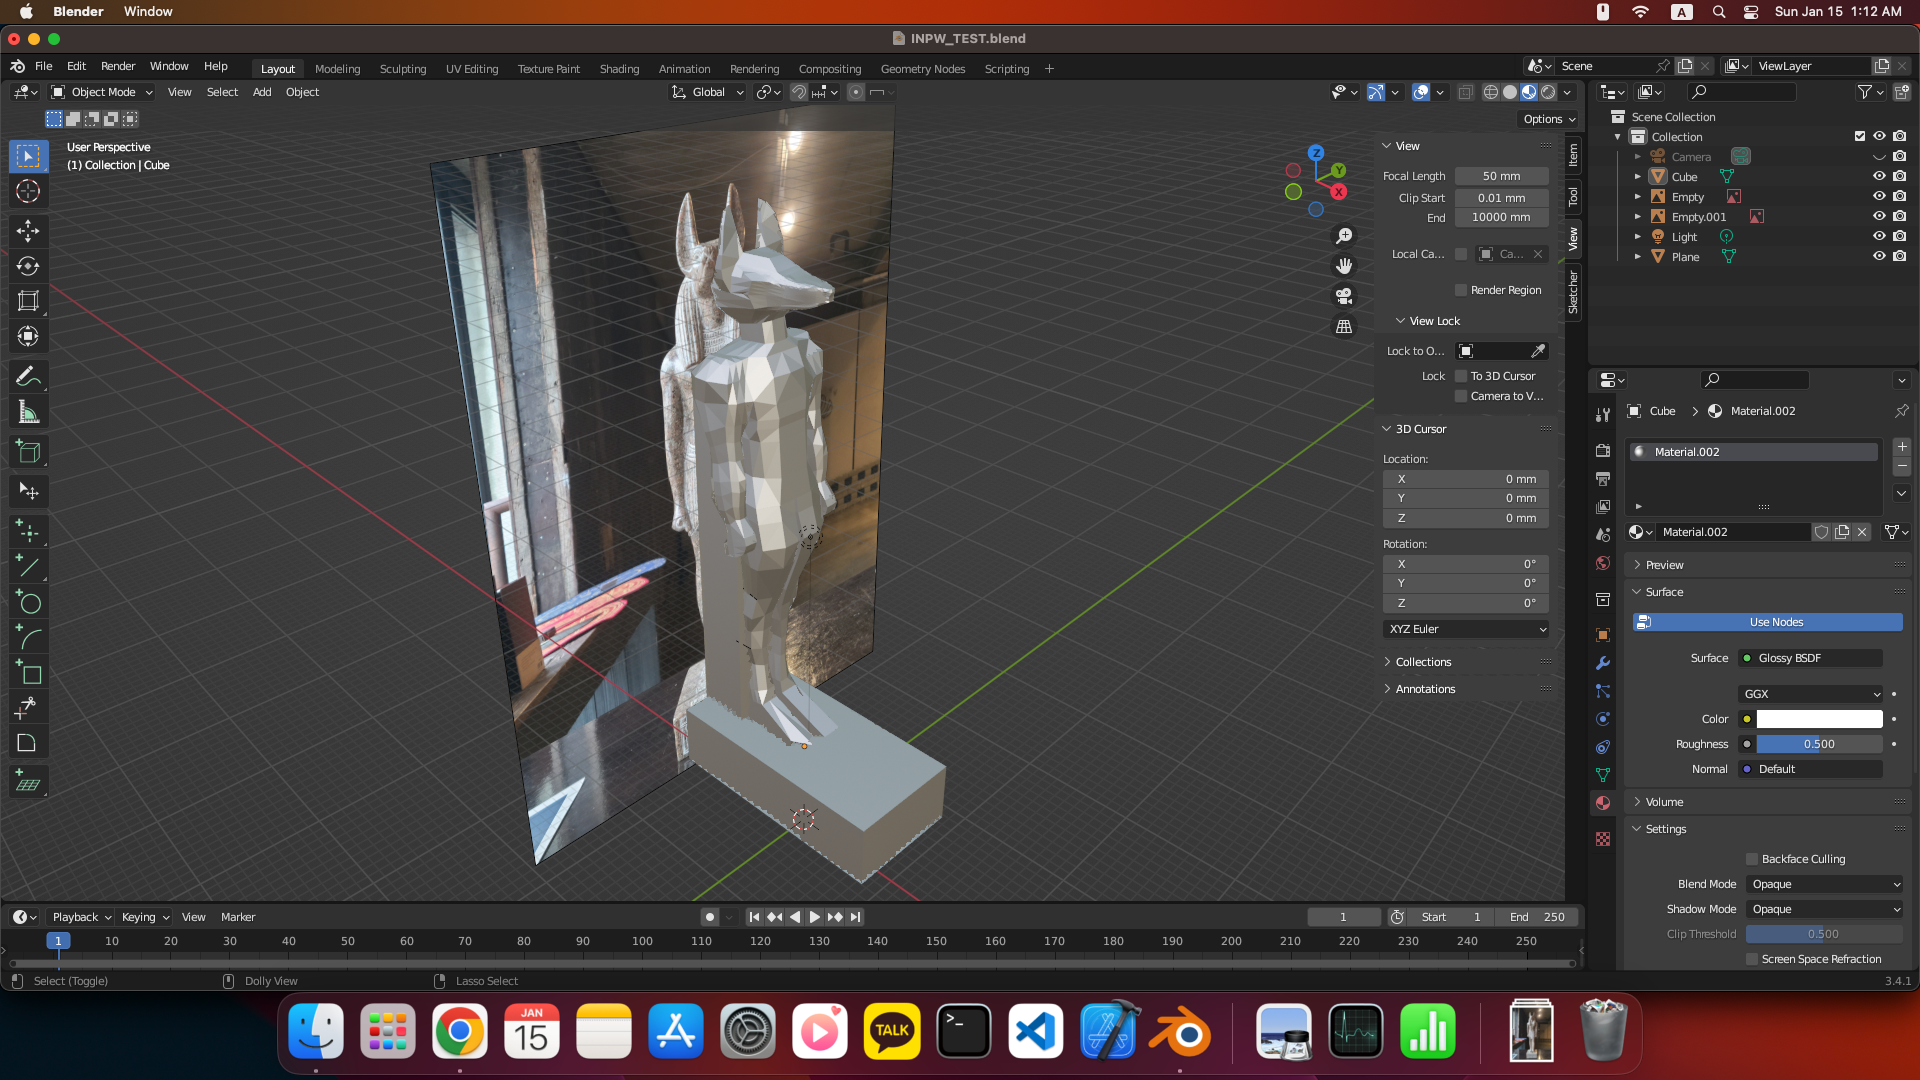 Blender Window
A Sun Jan 15 1:12 AM
INPW_TEST.blend
File Edit Render Window Help Layout Modeling Sculpting UV Editing Texture Paint Shading Animation Rendering Compositing Geometry Nodes Scripting + Scene ViewLayer
Object Mode View Select Add Object Global
Options
User Perspective
(1) Collection | Cube
Z
Y
X
View
Focal Length 50 mm
Clip Start 0.01 mm
End 10000 mm
Local Ca... Ca...
Render Region
View Lock
Lock to O...
Lock To 3D Cursor
Camera to V...
3D Cursor
Location:
X 0 mm
Y 0 mm
Z 0 mm
Rotation:
X 0°
Y 0°
Z 0°
XYZ Euler
Collections
Annotations
Item
Tool
View
Sketcher
Scene Collection
Collection
Camera
Cube
Empty
Empty.001
Light
Plane
Cube Material.002
Material.002
Material.002
Preview
Surface
Use Nodes
Surface Glossy BSDF
GGX
Color
Roughness 0.500
Normal Default
Volume
Settings
Backface Culling
Blend Mode Opaque
Shadow Mode Opaque
Clip Threshold 0.500
Screen Space Refraction
Playback Keying View Marker 1 Start 1 End 250
1 10 20 30 40 50 60 70 80 90 100 110 120 130 140 150 160 170 180 190 200 210 220 230 240 250
Select (Toggle) Dolly View Lasso Select 3.4.1
JAN
15
TALK
>_